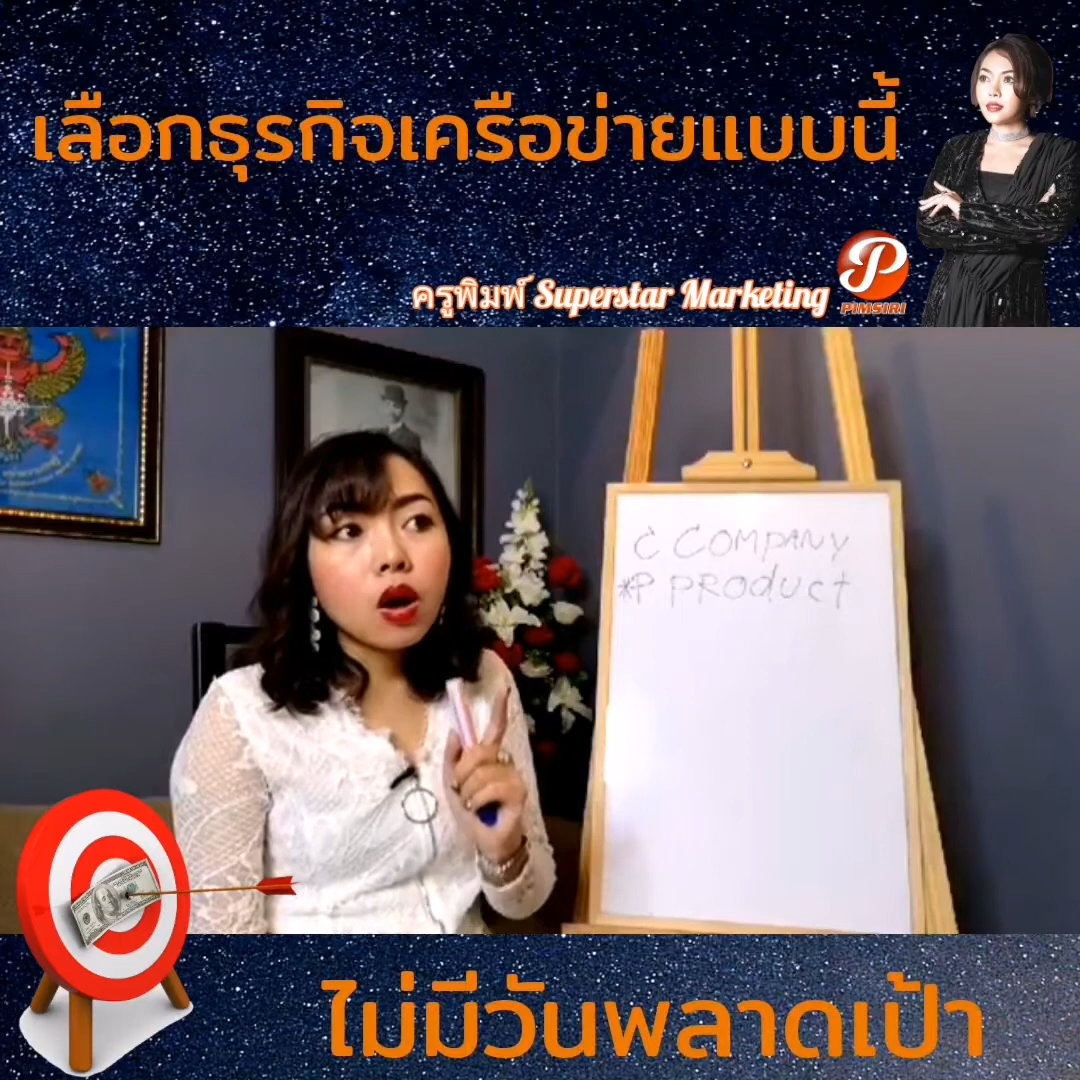 เลือกธุรกิจเครือข่ายแบบนี้
ครูพิมพ์ Superstar Marketing
P
PIMSIRI
C COMPANY
*P PRODUCT
ไม่มีวันพลาดเป้า